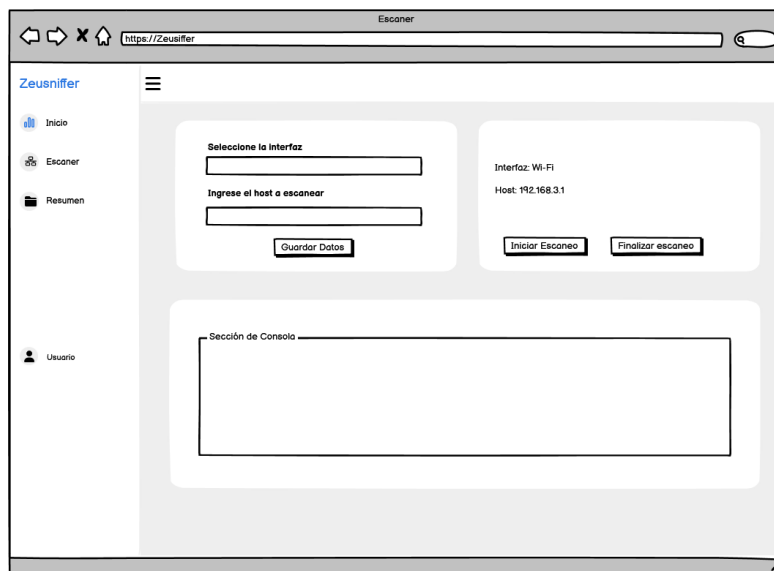 Escaner
https://Zeusiffer
Zeusniffer
Inicio
Escaner
Resumen
Usuario
Seleccione la interfaz
Ingrese el host a escanear
Guardar Datos
Interfaz: Wi-Fi
Host: 192.168.3.1
Iniciar Escaneo
Finalizar escaneo
Sección de Consola